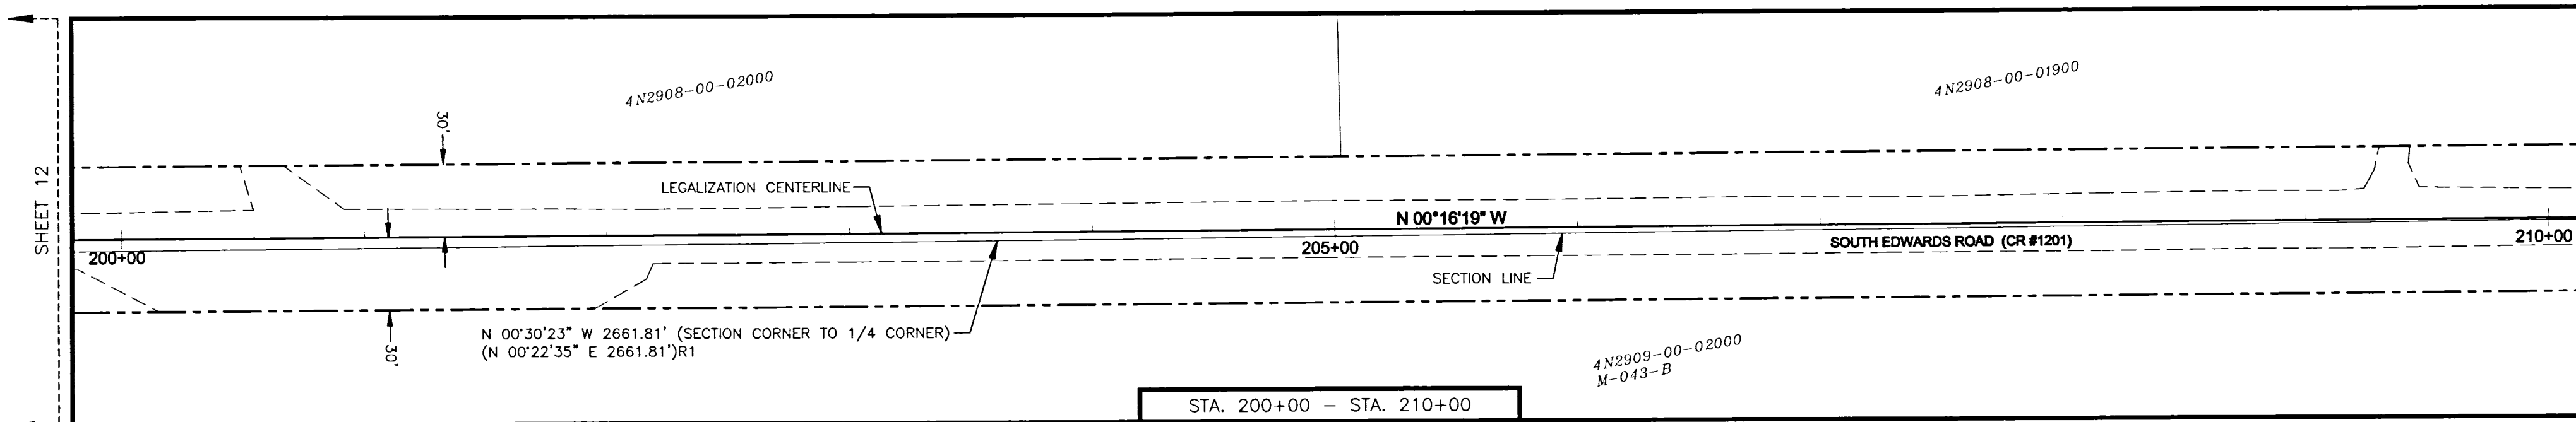 SHEET 12
4N2908-00-02000
4N2908-00-01900
30'
LEGALIZATION CENTERLINE
N 00°16'19" W
200+00
205+00
SOUTH EDWARDS ROAD (CR #1201)
210+00
SECTION LINE
N 00°30'23" W 2661.81' (SECTION CORNER TO 1/4 CORNER)
(N 00°22'35" E 2661.81')R1
30'
4N2909-00-02000
M-043-B
STA. 200+00 – STA. 210+00